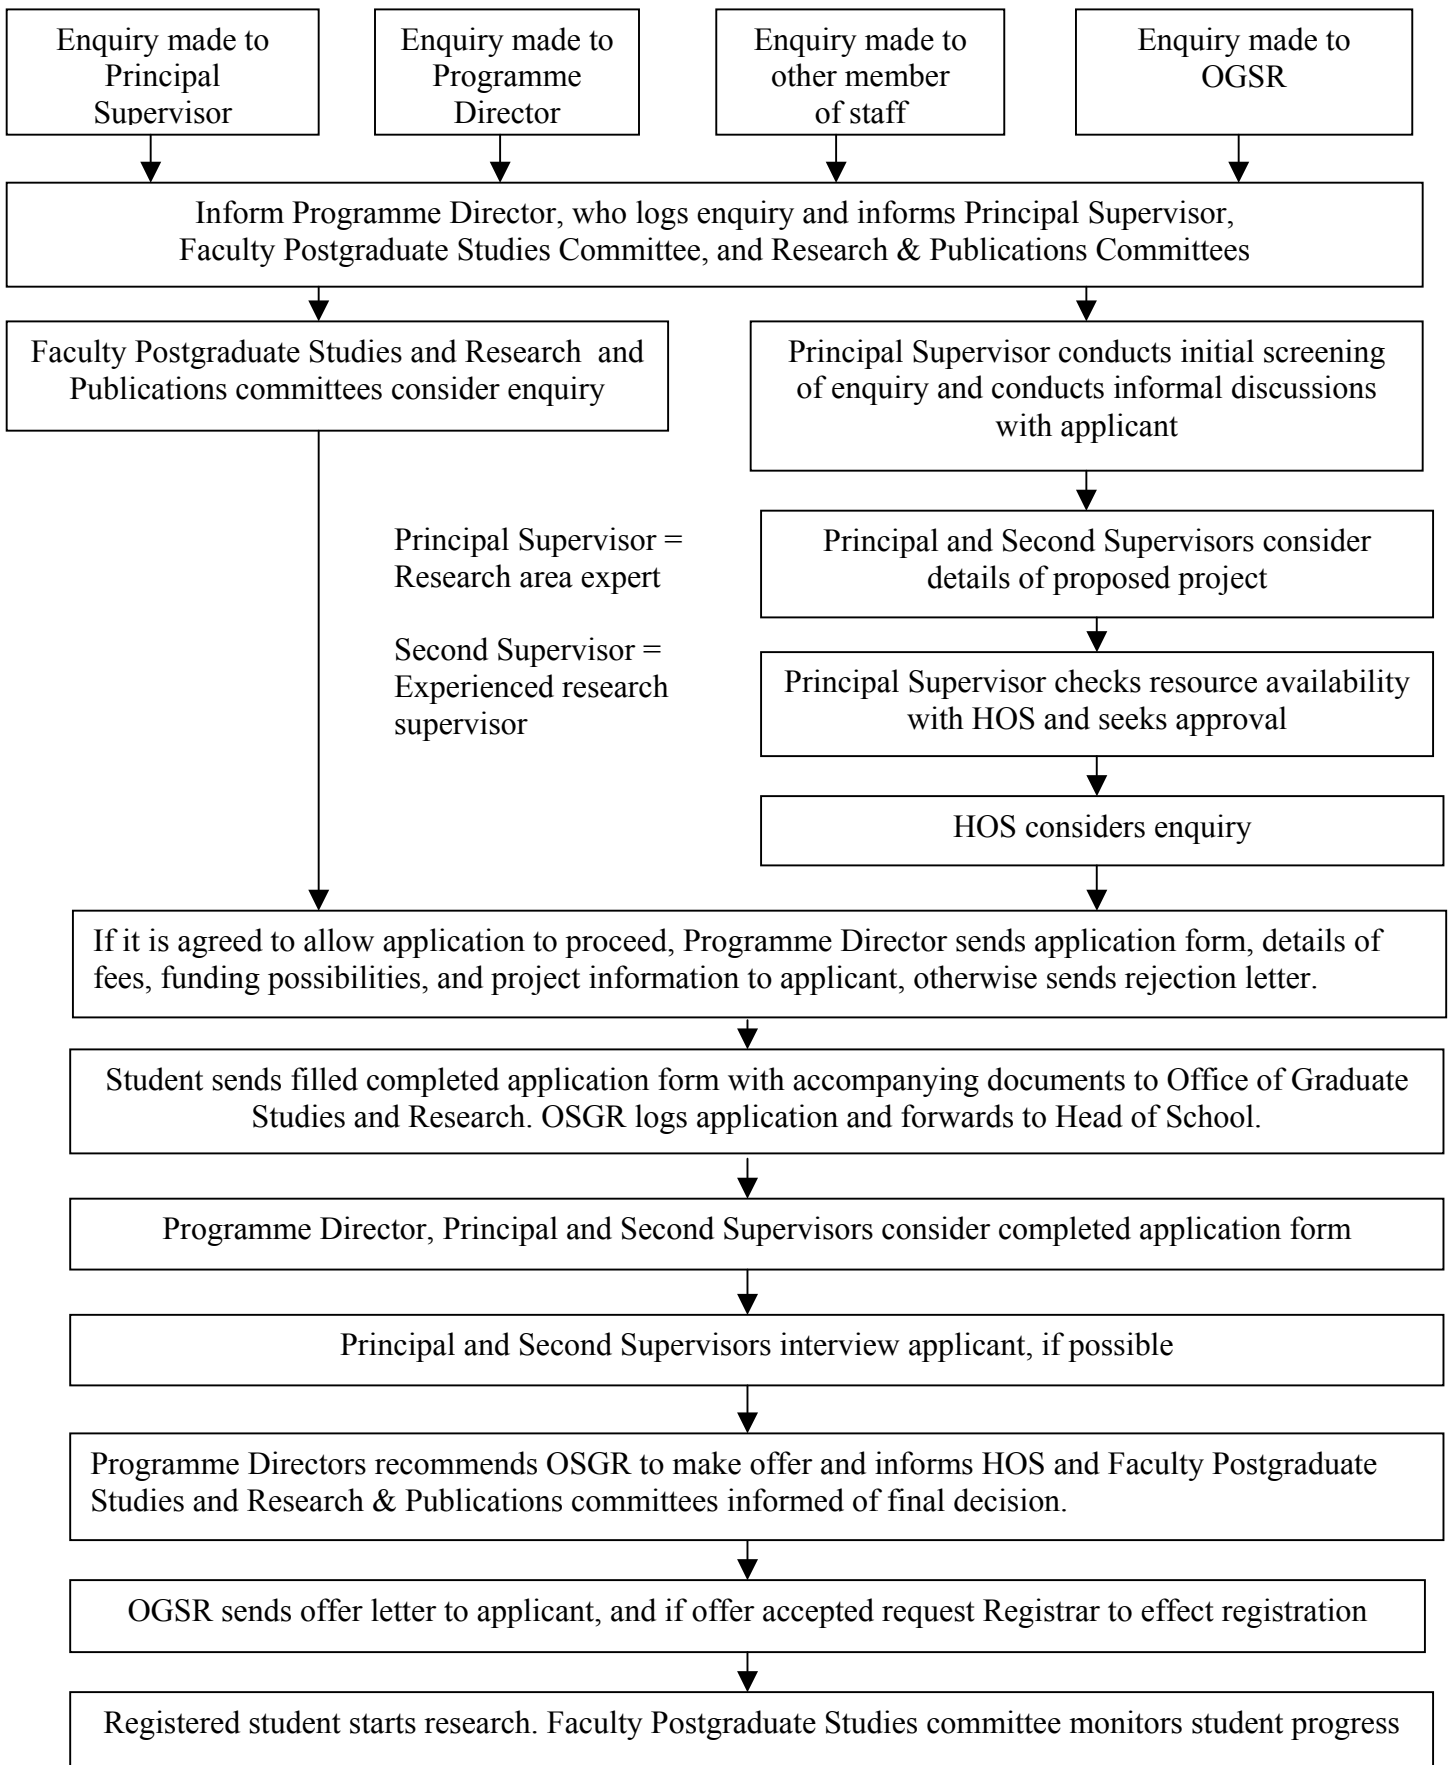 Enquiry made to
Principal
Supervisor
Enquiry made to
Programme
Director
Enquiry made to
other member
of staff
Enquiry made to
OGSR
Inform Programme Director, who logs enquiry and informs Principal Supervisor,
Faculty Postgraduate Studies Committee, and Research & Publications Committees
Faculty Postgraduate Studies and Research and
Publications committees consider enquiry
Principal Supervisor conducts initial screening
of enquiry and conducts informal discussions
with applicant
Principal Supervisor =
Research area expert
Second Supervisor =
Experienced research
supervisor
Principal and Second Supervisors consider
details of proposed project
Principal Supervisor checks resource availability
with HOS and seeks approval
HOS considers enquiry
If it is agreed to allow application to proceed, Programme Director sends application form, details of
fees, funding possibilities, and project information to applicant, otherwise sends rejection letter.
Student sends filled completed application form with accompanying documents to Office of Graduate
Studies and Research. OSGR logs application and forwards to Head of School.
Programme Director, Principal and Second Supervisors consider completed application form
Principal and Second Supervisors interview applicant, if possible
Programme Directors recommends OSGR to make offer and informs HOS and Faculty Postgraduate
Studies and Research & Publications committees informed of final decision.
OGSR sends offer letter to applicant, and if offer accepted request Registrar to effect registration
Registered student starts research. Faculty Postgraduate Studies committee monitors student progress